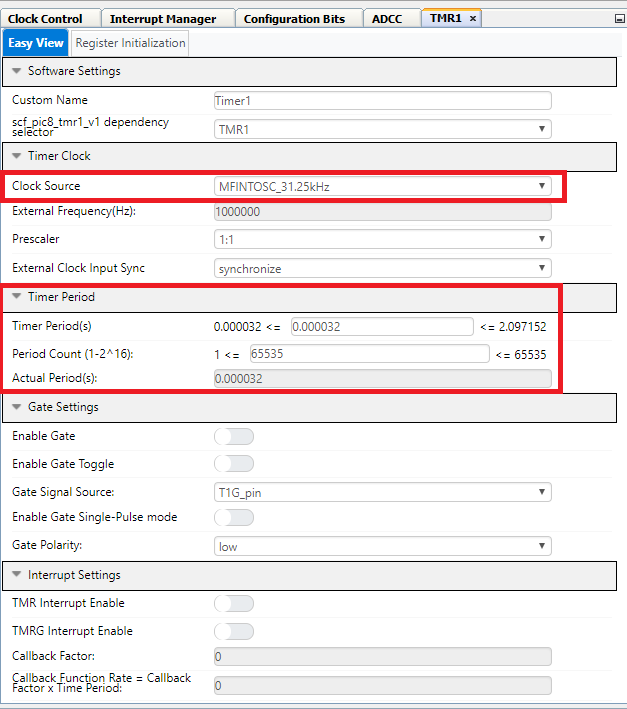 Clock Control Interrupt Manager Configuration Bits ADCC TMR1 ×
Easy View Register Initialization
Software Settings
Custom Name Timer1
scf_pic8_tmr1_v1 dependency
selector TMR1
Timer Clock
Clock Source MFINTOSC_31.25kHz
External Frequency(Hz): 1000000
Prescaler 1:1
External Clock Input Sync synchronize
Timer Period
Timer Period(s) 0.000032 <= 0.000032 <= 2.097152
Period Count (1-2^16): 1 <= 65535 <= 65535
Actual Period(s): 0.000032
Gate Settings
Enable Gate
Enable Gate Toggle
Gate Signal Source: T1G_pin
Enable Gate Single-Pulse mode
Gate Polarity: low
Interrupt Settings
TMR Interrupt Enable
TMRG Interrupt Enable
Callback Factor: 0
Callback Function Rate = Callback
Factor x Time Period: 0